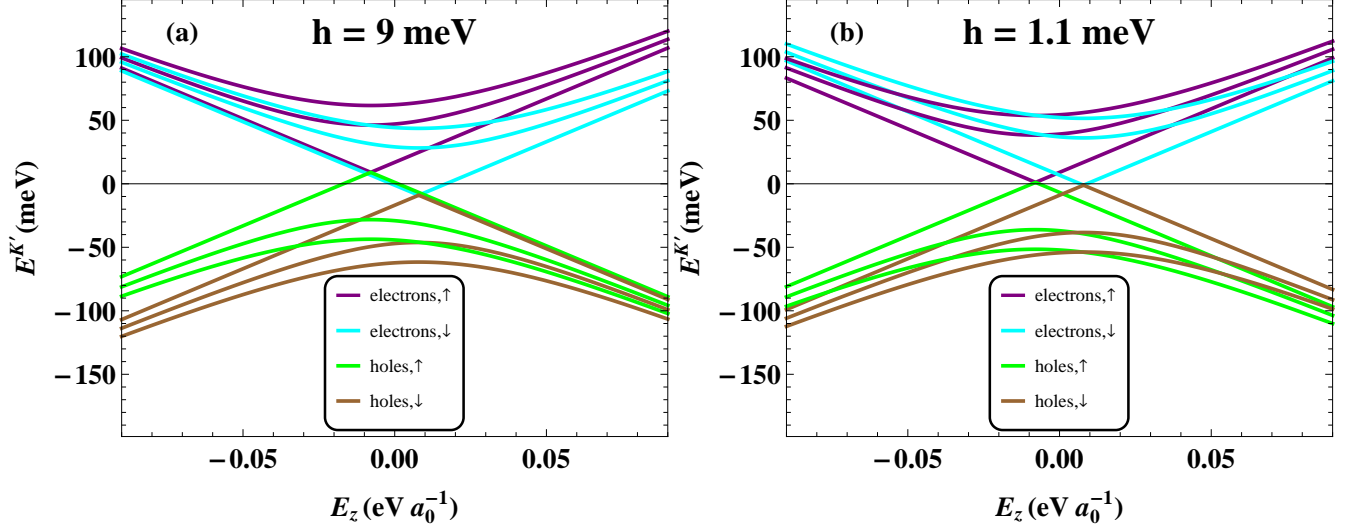 (a) h = 9 meV
100
50
0
−50
−100
−150
E^{K′} (meV)
electrons,↑
electrons,↓
holes,↑
holes,↓
−0.05 0.00 0.05
E_z (eV a_0^{−1})
(b) h = 1.1 meV
100
50
0
−50
−100
−150
E^{K′} (meV)
electrons,↑
electrons,↓
holes,↑
holes,↓
−0.05 0.00 0.05
E_z (eV a_0^{−1})